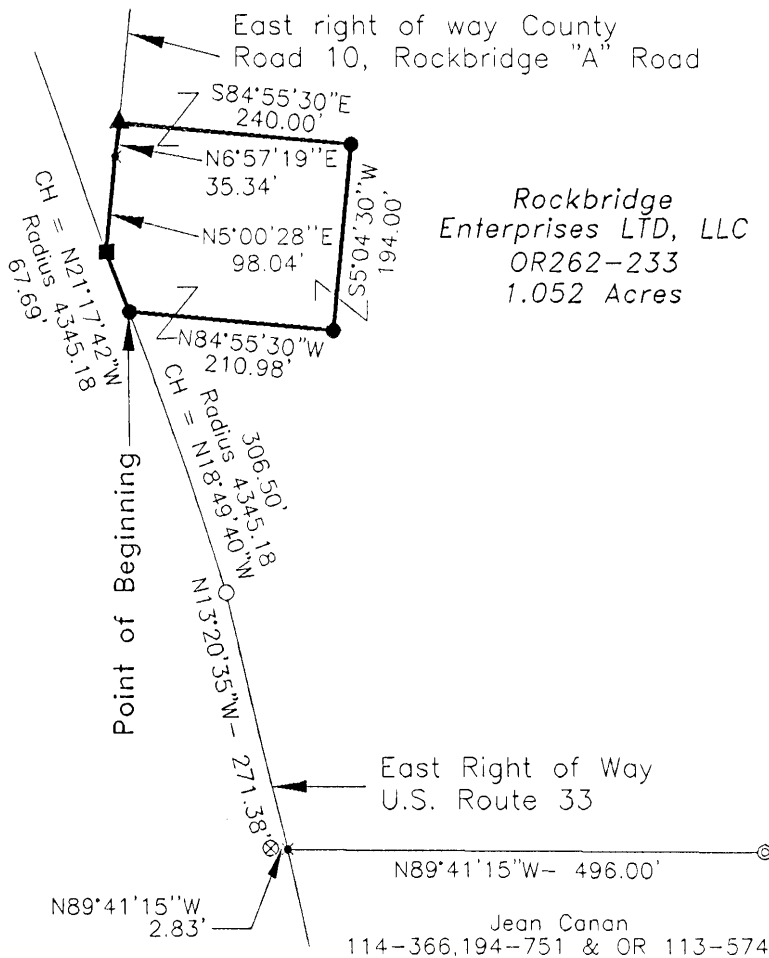 East right of way County
Road 10, Rockbridge "A" Road
S84°55'30"E
240.00'
N6°57'19"E
35.34'
N5°00'28"E
98.04'
S5°04'30"W
194.00'
Rockbridge
Enterprises LTD, LLC
OR262-233
1.052 Acres
CH = N21°17'42"W
Radius 4345.18
67.69'
N84°55'30"W
210.98'
306.50'
Radius 4345.18
CH = N18°49'40"W
Point of Beginning
N13°20'35"W- 271.38'
East Right of Way
U.S. Route 33
N89°41'15"W- 496.00'
N89°41'15"W
2.83'
Jean Canan
114-366,194-751 & OR 113-574